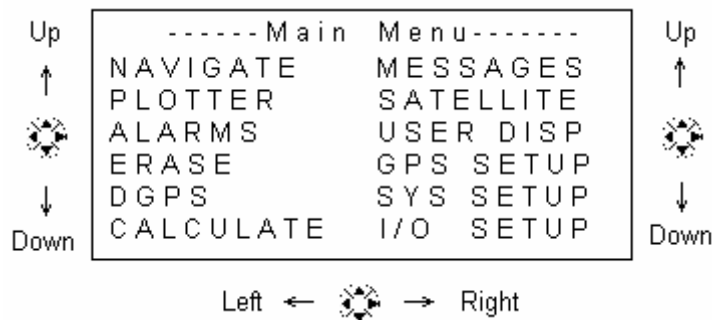 Up
Up
------Main Menu-------
NAVIGATE MESSAGES
PLOTTER SATELLITE
ALARMS USER DISP
ERASE GPS SETUP
DGPS SYS SETUP
CALCULATE I/O SETUP
Down
Down
Left ← → Right